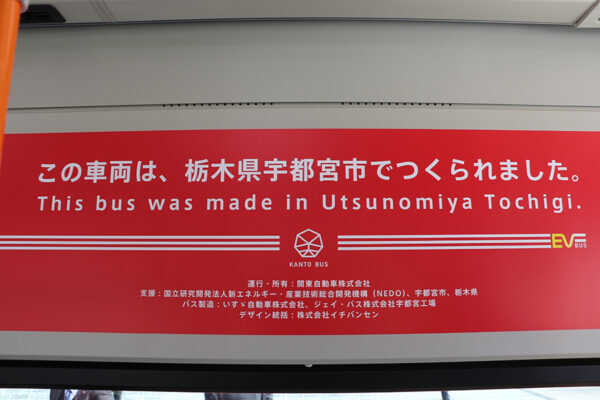 この車両は、栃木県宇都宮市でつくられました。
This bus was made in Utsunomiya Tochigi.
KANTO BUS
EV BUS
運行・所有：関東自動車株式会社
支援：国立研究開発法人新エネルギー・産業技術総合開発機構（NEDO）、宇都宮市、栃木県
バス製造：いすゞ自動車株式会社、ジェイ・バス株式会社宇都宮工場
デザイン統括：株式会社イチバンセン